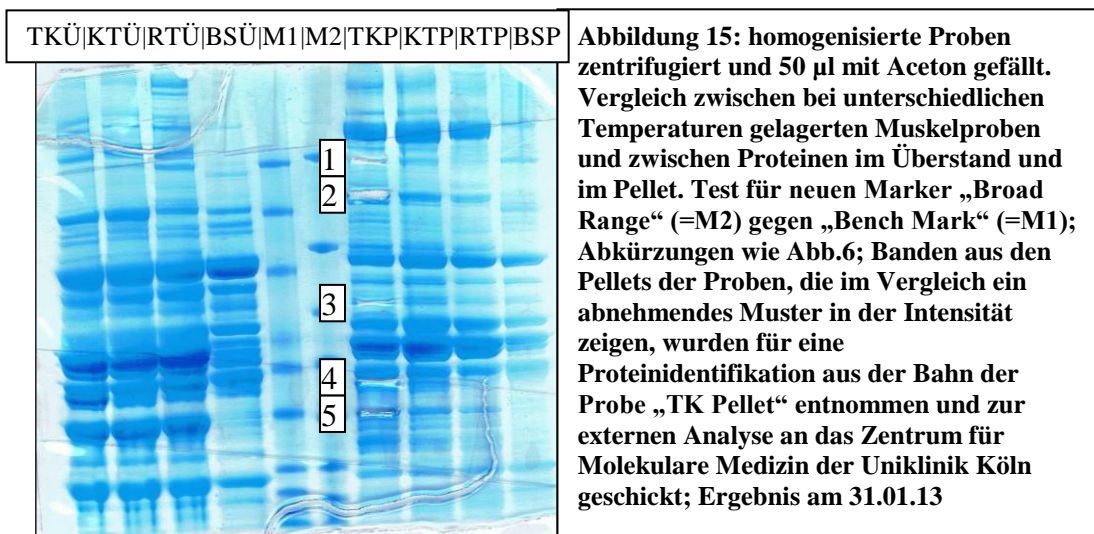 TKÜ|KTÜ|RTÜ|BSÜ|M1|M2|TKP|KTP|RTP|BSP
1
2
3
4
5
Abbildung 15: homogenisierte Proben
zentrifugiert und 50 µl mit Aceton gefällt.
Vergleich zwischen bei unterschiedlichen
Temperaturen gelagerten Muskelproben
und zwischen Proteinen im Überstand und
im Pellet. Test für neuen Marker „Broad
Range“ (=M2) gegen „Bench Mark“ (=M1);
Abkürzungen wie Abb.6; Banden aus den
Pellets der Proben, die im Vergleich ein
abnehmendes Muster in der Intensität
zeigen, wurden für eine
Proteinidentifikation aus der Bahn der
Probe „TK Pellet“ entnommen und zur
externen Analyse an das Zentrum für
Molekulare Medizin der Uniklinik Köln
geschickt; Ergebnis am 31.01.13